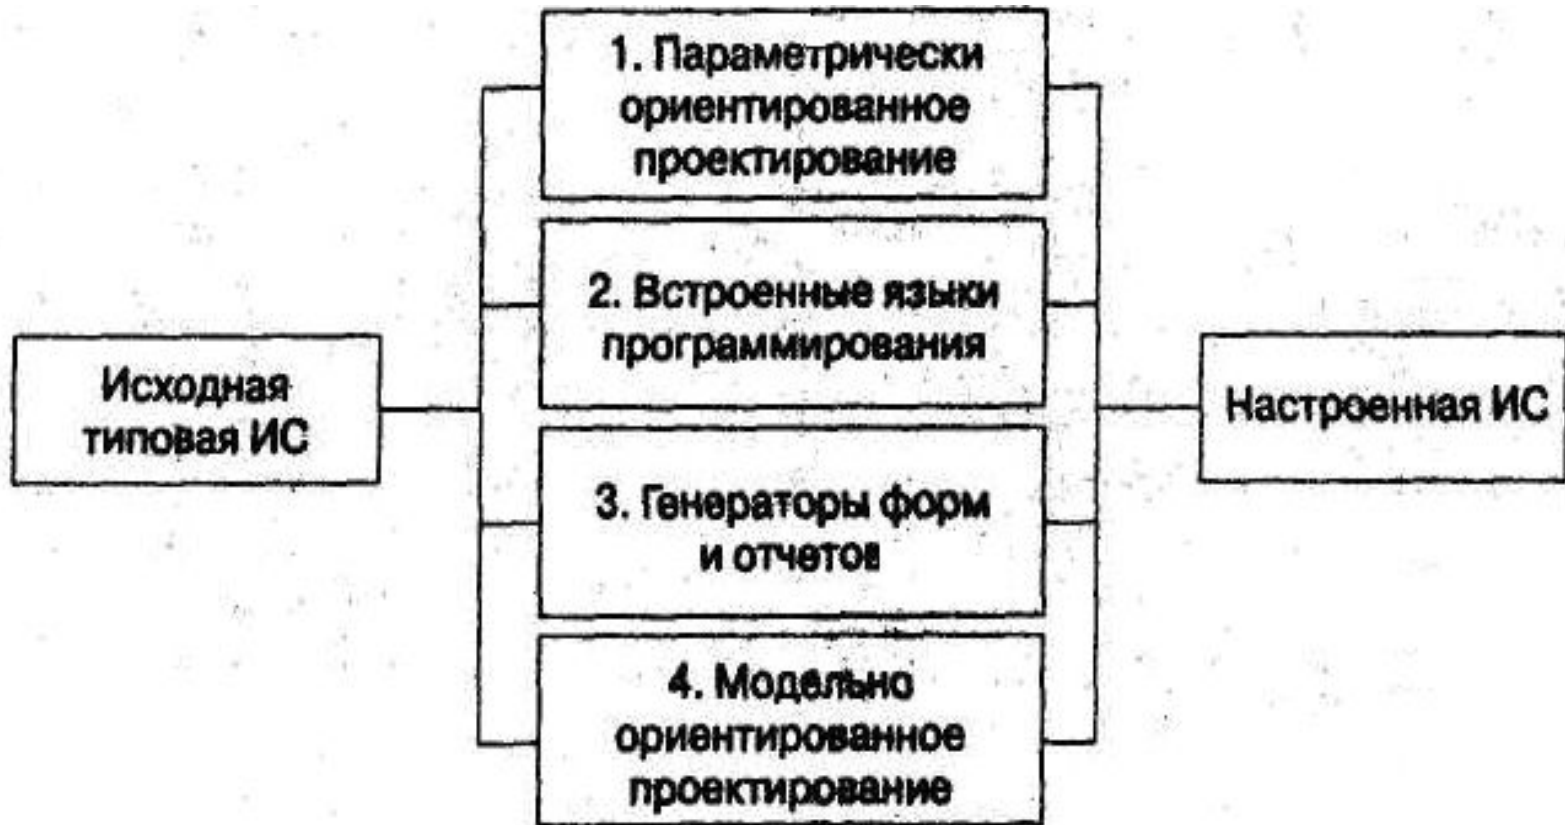 1. Параметрически
ориентированное
проектирование
2. Встроенные языки
программирования
Исходная
типовая ИС
Настроенная ИС
3. Генераторы форм
и отчетов
4. Модельно
ориентированное
проектирование